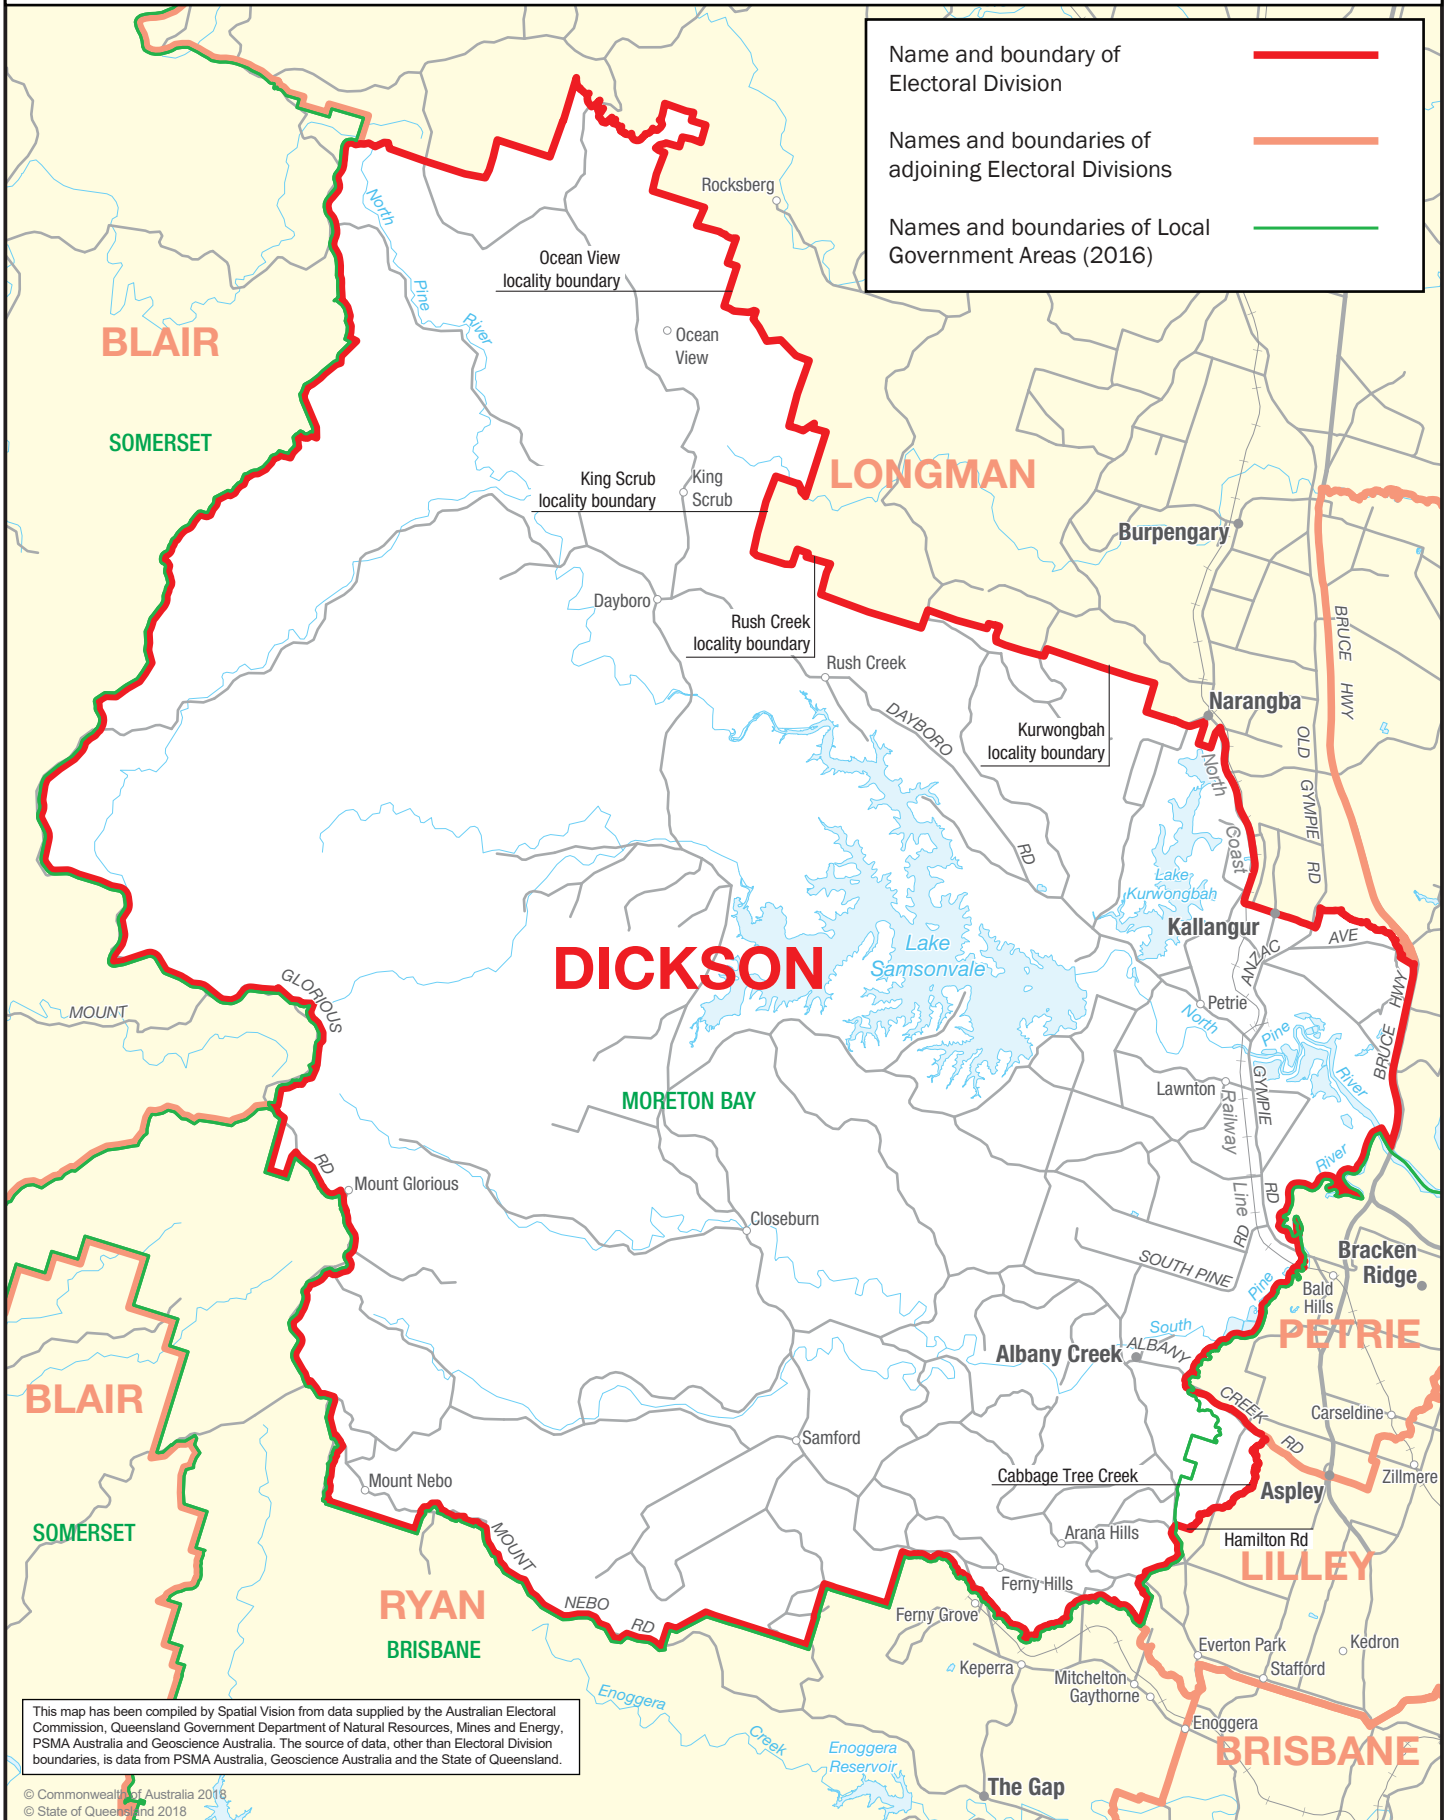 Name and boundary of
Electoral Division
Names and boundaries of
adjoining Electoral Divisions
Names and boundaries of Local
Government Areas (2016)
Rocksberg
North
Pine
River
Ocean View
locality boundary
Ocean
View
BLAIR
SOMERSET
LONGMAN
King Scrub
locality boundary
King
Scrub
Burpengary
Dayboro
Rush Creek
locality boundary
Rush Creek
BRUCE
HWY
DAYBORO
RD
Kurwongbah
locality boundary
Narangba
OLD
GYMPIE
RD
North
Coast
Lake
Kurwongbah
Kallangur
ANZAC
AVE
DICKSON
Lake
Samsonvale
GLORIOUS
MOUNT
Petrie
North
Pine
River
BRUCE
HWY
MORETON BAY
Lawnton
Railway
GYMPIE
River
RD
Mount Glorious
Line
RD
RD
Closeburn
SOUTH PINE
Bracken
Ridge
Bald
Hills
Pine
South
PETRIE
Albany Creek
ALBANY
BLAIR
CREEK
RD
Carseldine
Samford
Cabbage Tree Creek
Zillmere
Mount Nebo
Aspley
SOMERSET
MOUNT
Arana Hills
Hamilton Rd
LILLEY
RYAN
NEBO
RD
Ferny Hills
Ferny Grove
BRISBANE
Everton Park
Kedron
Keperra
Mitchelton
Stafford
Gaythorne
Enoggera
Creek
Enoggera
BRISBANE
Enoggera
Reservoir
The Gap
This map has been compiled by Spatial Vision from data supplied by the Australian Electoral
Commission, Queensland Government Department of Natural Resources, Mines and Energy,
PSMA Australia and Geoscience Australia. The source of data, other than Electoral Division
boundaries, is data from PSMA Australia, Geoscience Australia and the State of Queensland.
© Commonwealth of Australia 2018
© State of Queensland 2018